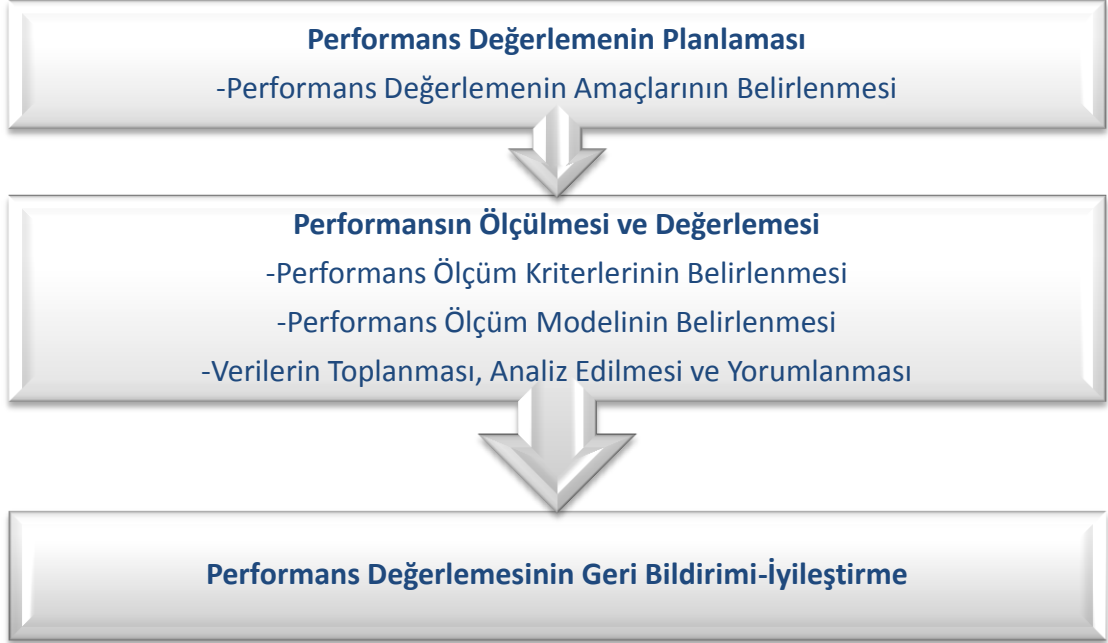 Performans Değerlemenin Planlaması
-Performans Değerlemenin Amaçlarının Belirlenmesi
Performansın Ölçülmesi ve Değerlemesi
-Performans Ölçüm Kriterlerinin Belirlenmesi
-Performans Ölçüm Modelinin Belirlenmesi
-Verilerin Toplanması, Analiz Edilmesi ve Yorumlanması
Performans Değerlemesinin Geri Bildirimi-İyileştirme